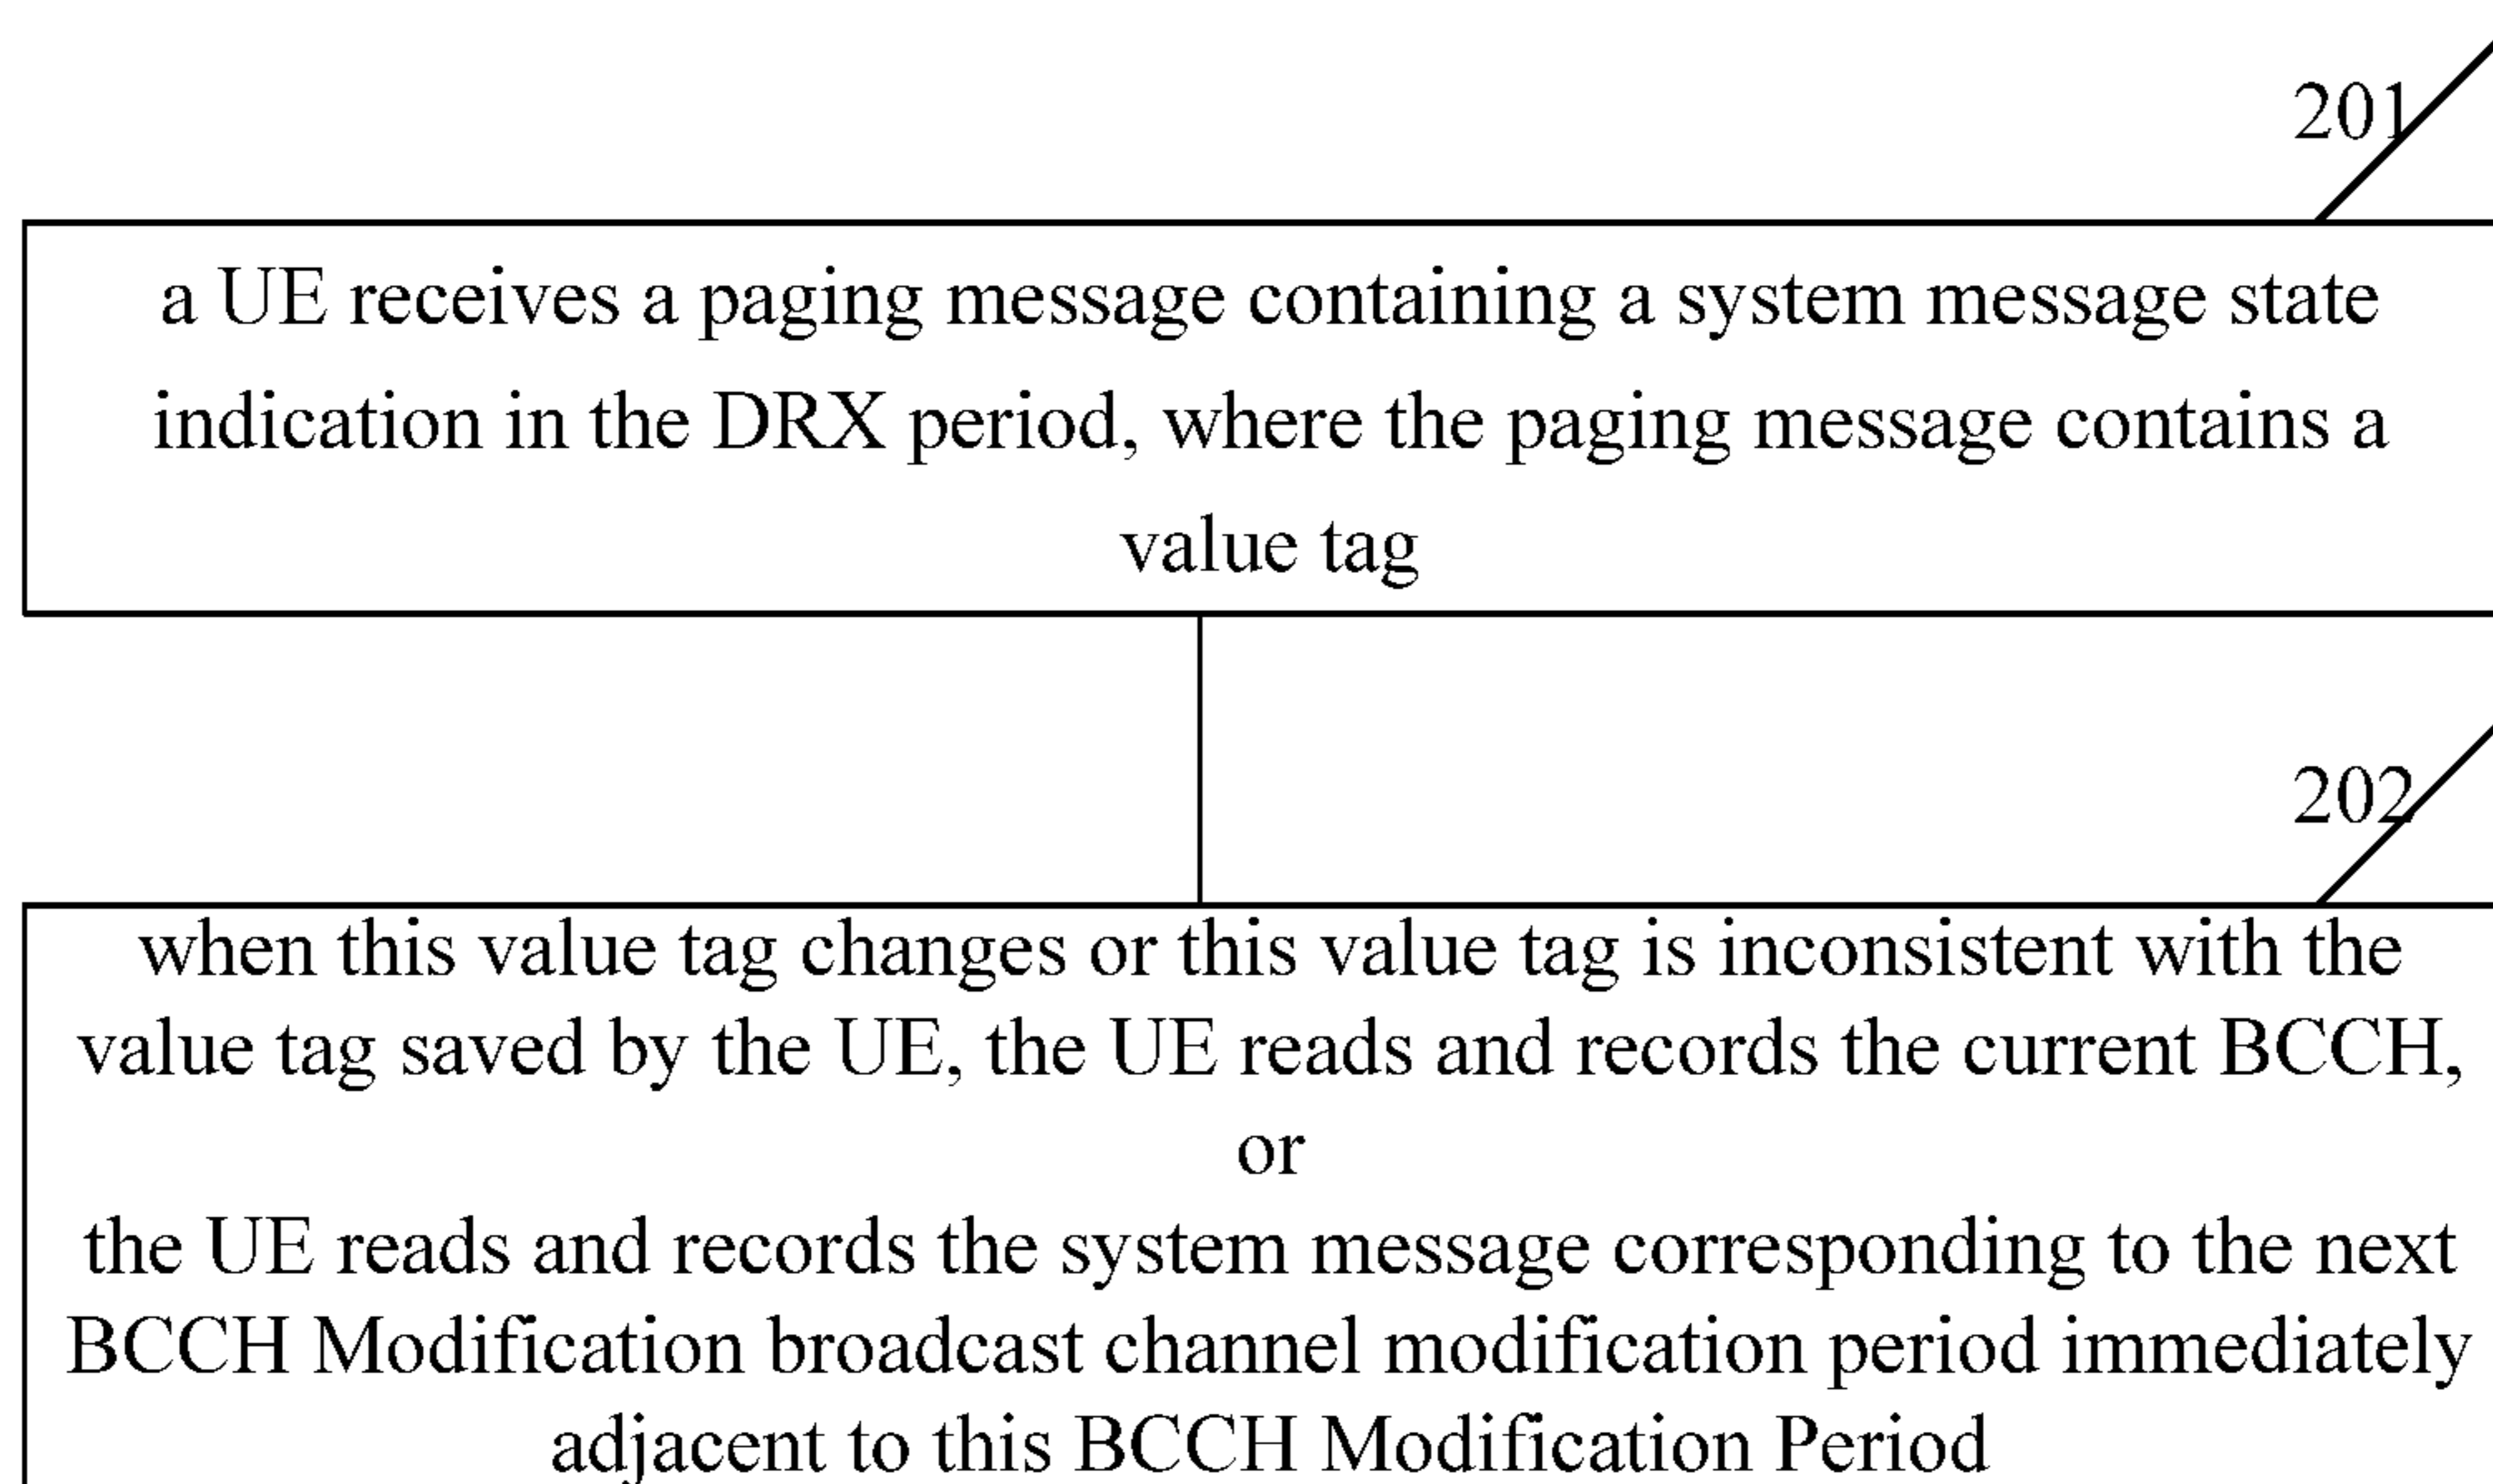 201
a UE receives a paging message containing a system message state
indication in the DRX period, where the paging message contains a
value tag
202
when this value tag changes or this value tag is inconsistent with the
value tag saved by the UE, the UE reads and records the current BCCH,
or
the UE reads and records the system message corresponding to the next
BCCH Modification broadcast channel modification period immediately
adjacent to this BCCH Modification Period